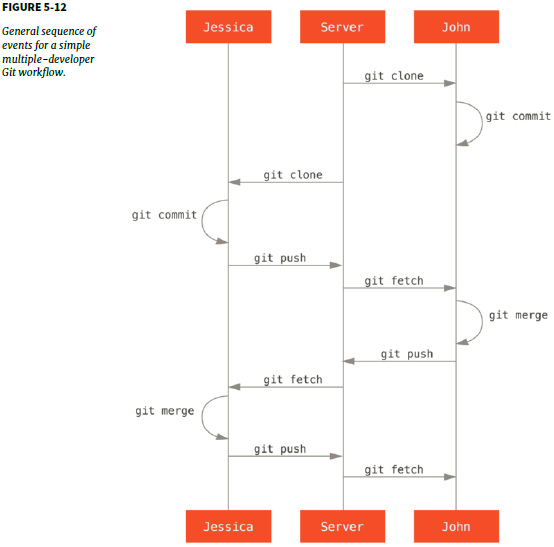 FIGURE 5-12
General sequence of
events for a simple
multiple-developer
Git workflow.
Jessica
Server
John
git clone
git commit
git clone
git commit
git push
git fetch
git merge
git push
git fetch
git merge
git push
git fetch
Jessica
Server
John